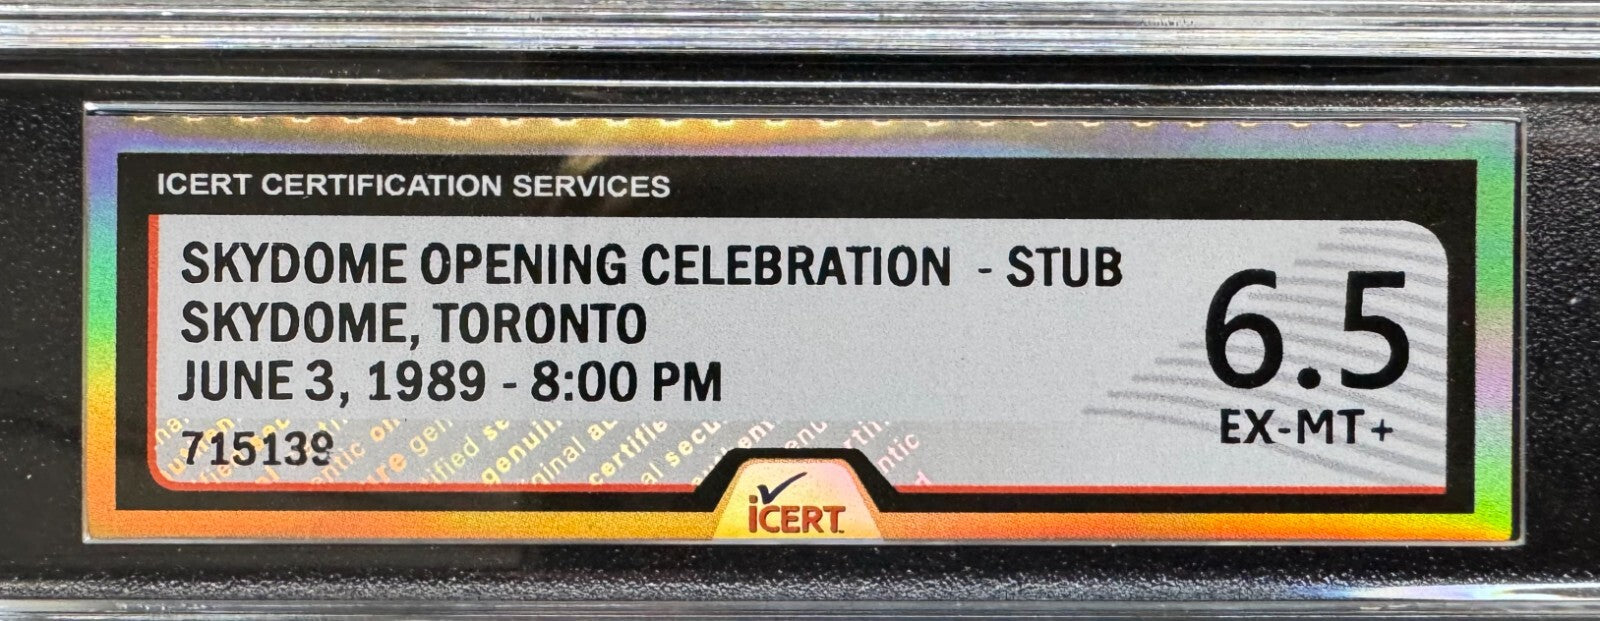 ICERT CERTIFICATION SERVICES
SKYDOME OPENING CELEBRATION - STUB
SKYDOME, TORONTO
JUNE 3, 1989 - 8:00 PM
6.5
EX-MT+
715139
iCERT